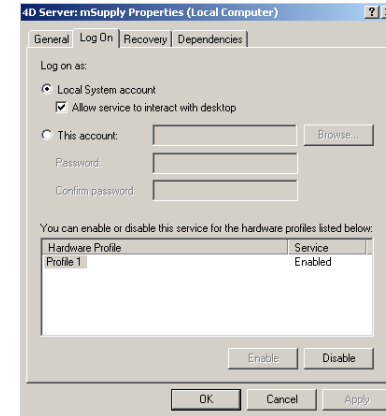 4D Server: mSupply Properties (Local Computer)
General Log On Recovery Dependencies
Log on as:
Local System account
Allow service to interact with desktop
This account:
Browse...
Password:
Confirm password:
You can enable or disable this service for the hardware profiles listed below:
Hardware Profile Service
Profile 1 Enabled
Enable Disable
OK Cancel Apply